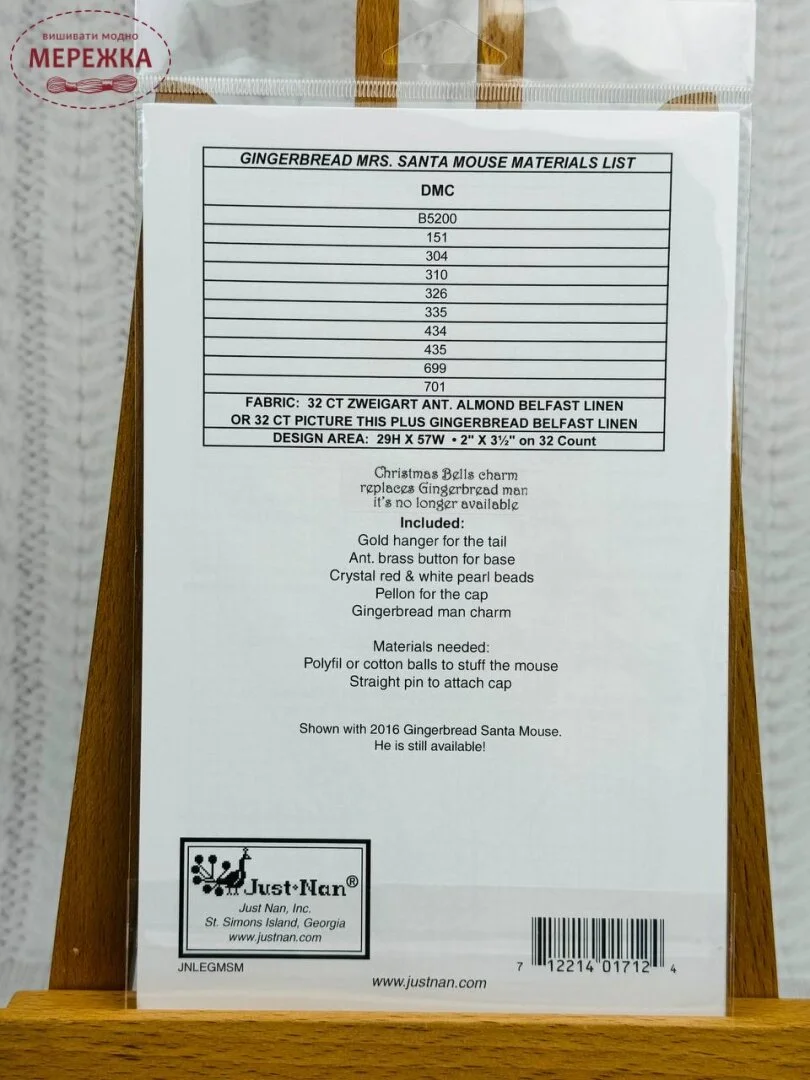 вишивати модно
МЕРЕЖКА
GINGERBREAD MRS. SANTA MOUSE MATERIALS LIST
DMC
B5200
151
304
310
326
335
434
435
699
701
FABRIC: 32 CT ZWEIGART ANT. ALMOND BELFAST LINEN
OR 32 CT PICTURE THIS PLUS GINGERBREAD BELFAST LINEN
DESIGN AREA: 29H X 57W • 2" X 3½" on 32 Count
Christmas Bells charm
replaces Gingerbread man
it's no longer available
Included:
Gold hanger for the tail
Ant. brass button for base
Crystal red & white pearl beads
Pellon for the cap
Gingerbread man charm
Materials needed:
Polyfil or cotton balls to stuff the mouse
Straight pin to attach cap
Shown with 2016 Gingerbread Santa Mouse.
He is still available!
Just•Nan®
Just Nan, Inc.
St. Simons Island, Georgia
www.justnan.com
JNLEGMSM
7 12214 01712 4
www.justnan.com